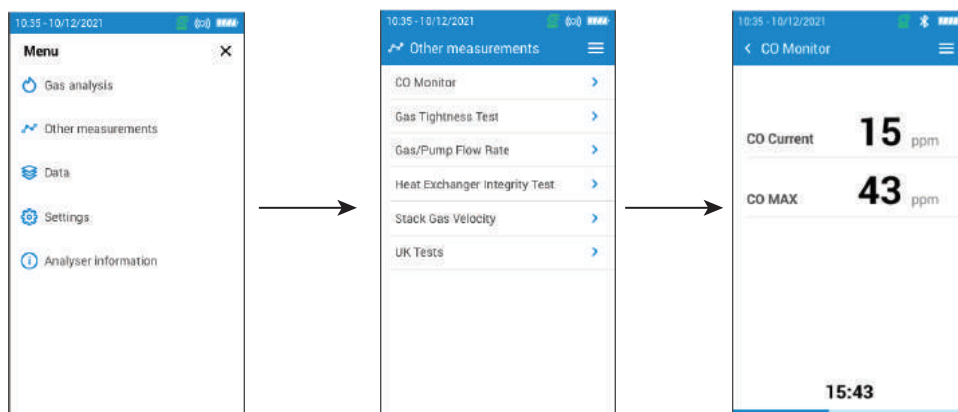 10:35 - 10/12/2021
Menu
Gas analysis
Other measurements
Data
Settings
Analyser information
10:35 - 10/12/2021
Other measurements
CO Monitor
Gas Tightness Test
Gas/Pump Flow Rate
Heat Exchanger Integrity Test
Stack Gas Velocity
UK Tests
10:35 - 10/12/2021
CO Monitor
CO Current 15 ppm
CO MAX 43 ppm
15:43